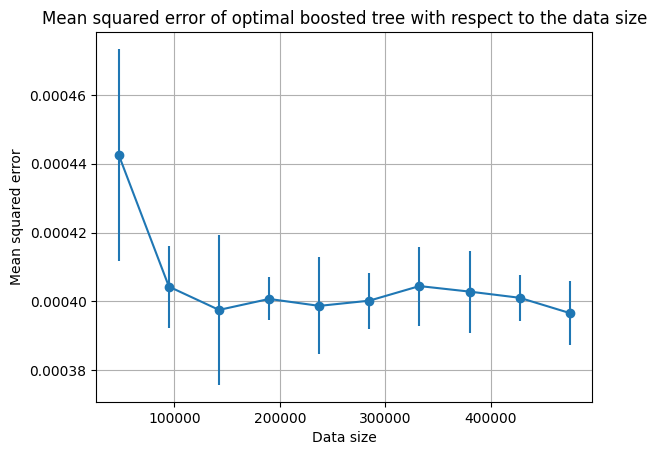 Mean squared error of optimal boosted tree with respect to the data size
0.00046
0.00044
0.00042
0.00040
0.00038
Mean squared error
100000 200000 300000 400000
Data size